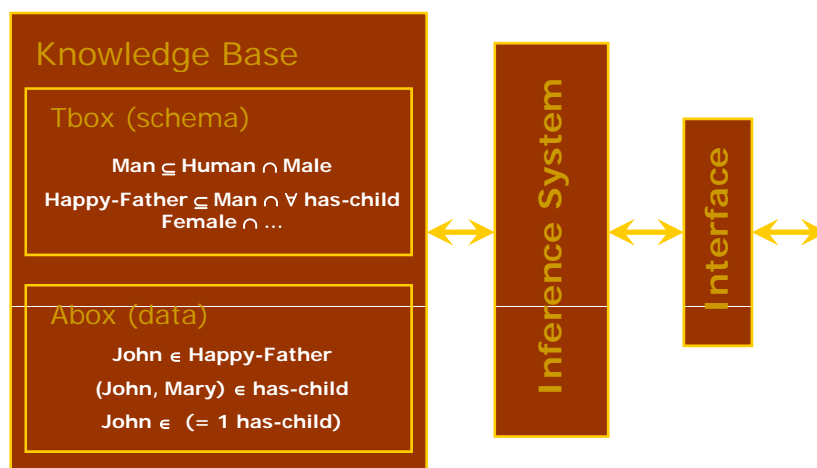 Knowledge Base
Tbox (schema)
Man ⊆ Human ∩ Male
Happy-Father ⊆ Man ∩ ∀ has-child
Female ∩ …
Abox (data)
John ∈ Happy-Father
(John, Mary) ∈ has-child
John ∈ (= 1 has-child)
Inference System
Interface